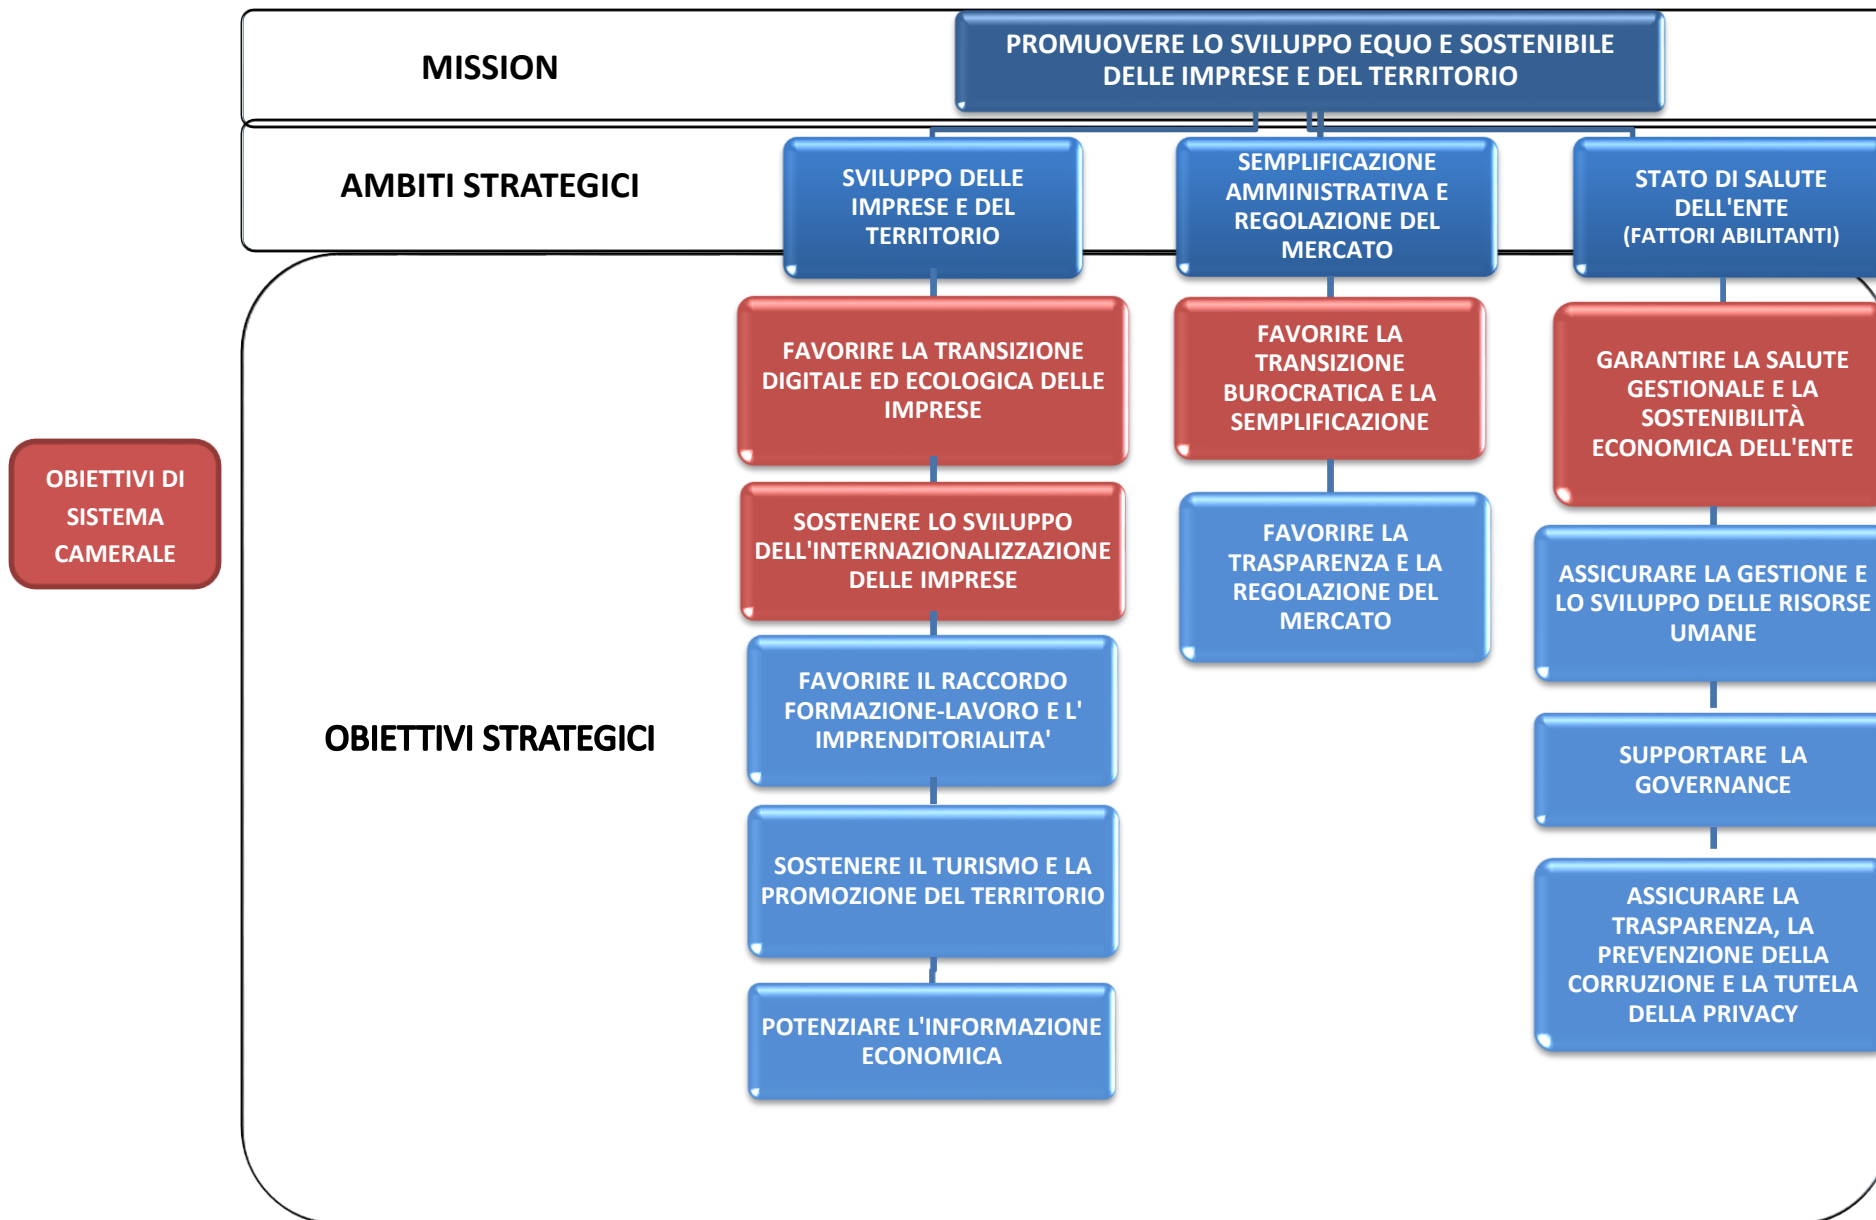 MISSION
PROMUOVERE LO SVILUPPO EQUO E SOSTENIBILE
DELLE IMPRESE E DEL TERRITORIO
AMBITI STRATEGICI
SVILUPPO DELLE
IMPRESE E DEL
TERRITORIO
SEMPLIFICAZIONE
AMMINISTRATIVA E
REGOLAZIONE DEL
MERCATO
STATO DI SALUTE
DELL'ENTE
(FATTORI ABILITANTI)
OBIETTIVI DI
SISTEMA
CAMERALE
OBIETTIVI STRATEGICI
FAVORIRE LA TRANSIZIONE
DIGITALE ED ECOLOGICA DELLE
IMPRESE
SOSTENERE LO SVILUPPO
DELL'INTERNAZIONALIZZAZIONE
DELLE IMPRESE
FAVORIRE IL RACCORDO
FORMAZIONE-LAVORO E L'
IMPRENDITORIALITA'
SOSTENERE IL TURISMO E LA
PROMOZIONE DEL TERRITORIO
POTENZIARE L'INFORMAZIONE
ECONOMICA
FAVORIRE LA
TRANSIZIONE
BUROCRATICA E LA
SEMPLIFICAZIONE
FAVORIRE LA
TRASPARENZA E LA
REGOLAZIONE DEL
MERCATO
GARANTIRE LA SALUTE
GESTIONALE E LA
SOSTENIBILITÀ
ECONOMICA DELL'ENTE
ASSICURARE LA GESTIONE E
LO SVILUPPO DELLE RISORSE
UMANE
SUPPORTARE LA
GOVERNANCE
ASSICURARE LA
TRASPARENZA, LA
PREVENZIONE DELLA
CORRUZIONE E LA TUTELA
DELLA PRIVACY